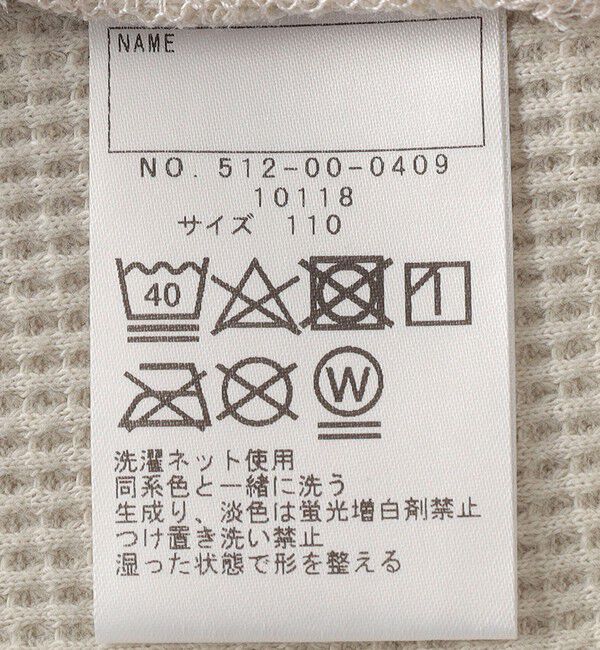 NAME
NO. 512-00-0409
10118
サイズ 110
40
W
洗濯ネット使用
同系色と一緒に洗う
生成り、淡色は蛍光増白剤禁止
つけ置き洗い禁止
湿った状態で形を整える